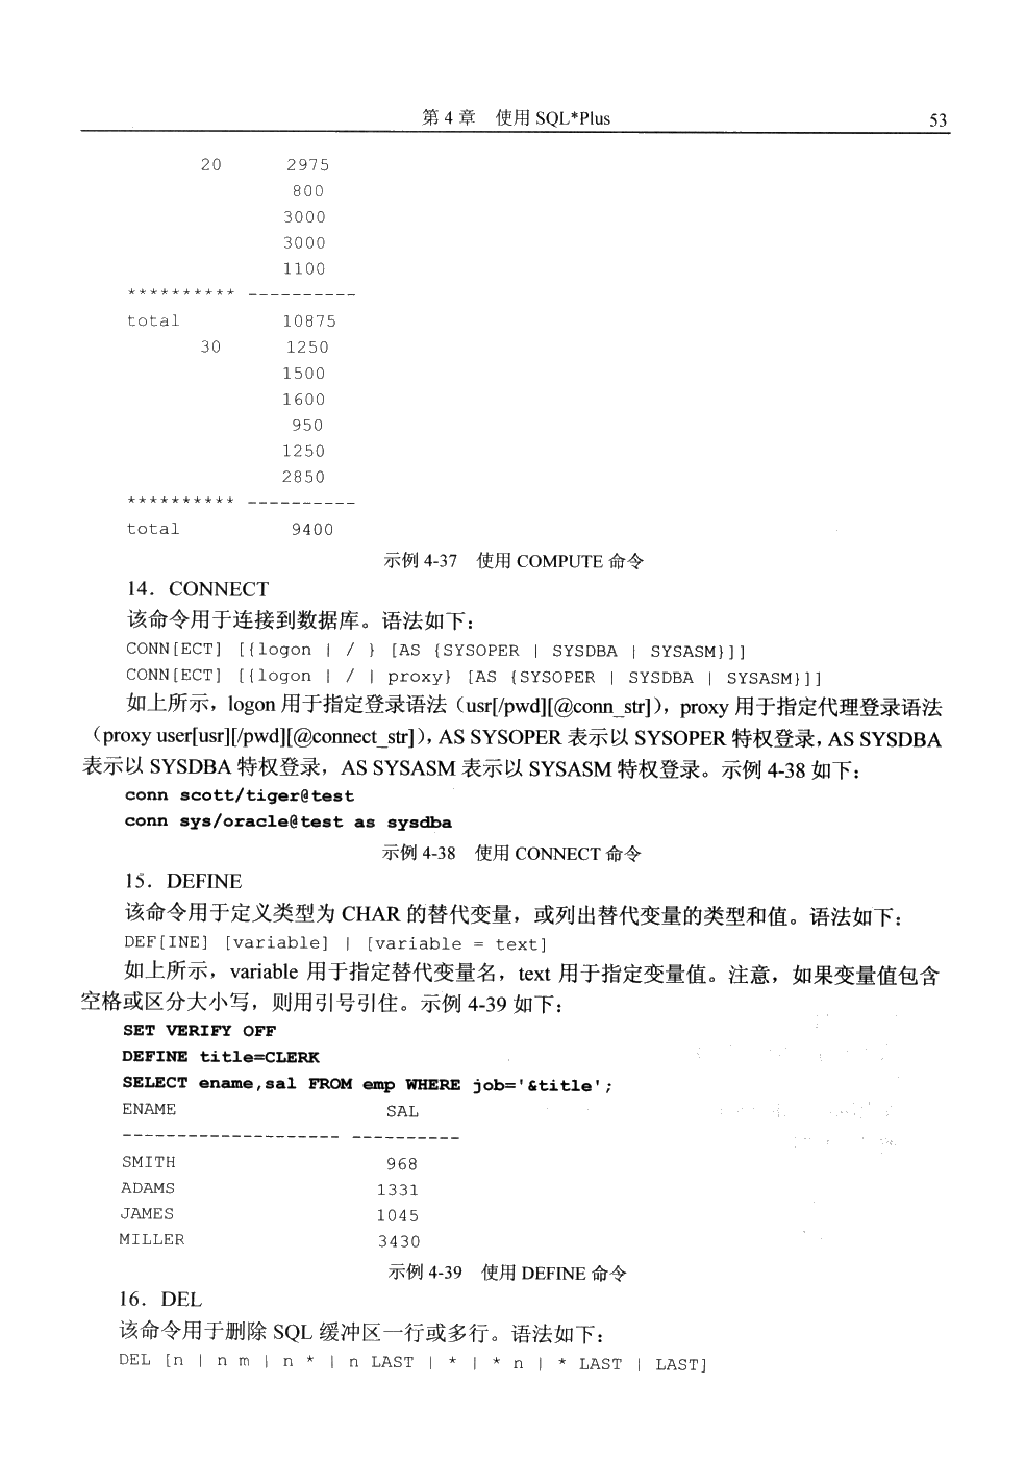 第 4 章　使用 SQL*Plus　53
20　2975
800
3000
3000
1100
********** ----------
total　10875
30　1250
1500
1600
950
1250
2850
********** ----------
total　9400
示例 4-37　使用 COMPUTE 命令
14．CONNECT
该命令用于连接到数据库。语法如下：
CONN[ECT] [{logon | / } [AS {SYSOPER | SYSDBA | SYSASM}]]
CONN[ECT] [{logon | / | proxy} [AS {SYSOPER | SYSDBA | SYSASM}]]
如上所示，logon 用于指定登录语法（usr[/pwd][@conn_str]），proxy 用于指定代理登录语法
（proxy user[usr][/pwd][@connect_str]），AS SYSOPER 表示以 SYSOPER 特权登录，AS SYSDBA
表示以 SYSDBA 特权登录，AS SYSASM 表示以 SYSASM 特权登录。示例 4-38 如下：
conn scott/tiger@test
conn sys/oracle@test as sysdba
示例 4-38　使用 CONNECT 命令
15．DEFINE
该命令用于定义类型为 CHAR 的替代变量，或列出替代变量的类型和值。语法如下：
DEF[INE] [variable] | [variable = text]
如上所示，variable 用于指定替代变量名，text 用于指定变量值。注意，如果变量值包含
空格或区分大小写，则用引号引住。示例 4-39 如下：
SET VERIFY OFF
DEFINE title=CLERK
SELECT ename,sal FROM emp WHERE job='&title';
ENAME　SAL
-------------------- ----------
SMITH　968
ADAMS　1331
JAMES　1045
MILLER　3430
示例 4-39　使用 DEFINE 命令
16．DEL
该命令用于删除 SQL 缓冲区一行或多行。语法如下：
DEL [n | n m | n * | n LAST | * | * n | * LAST | LAST]